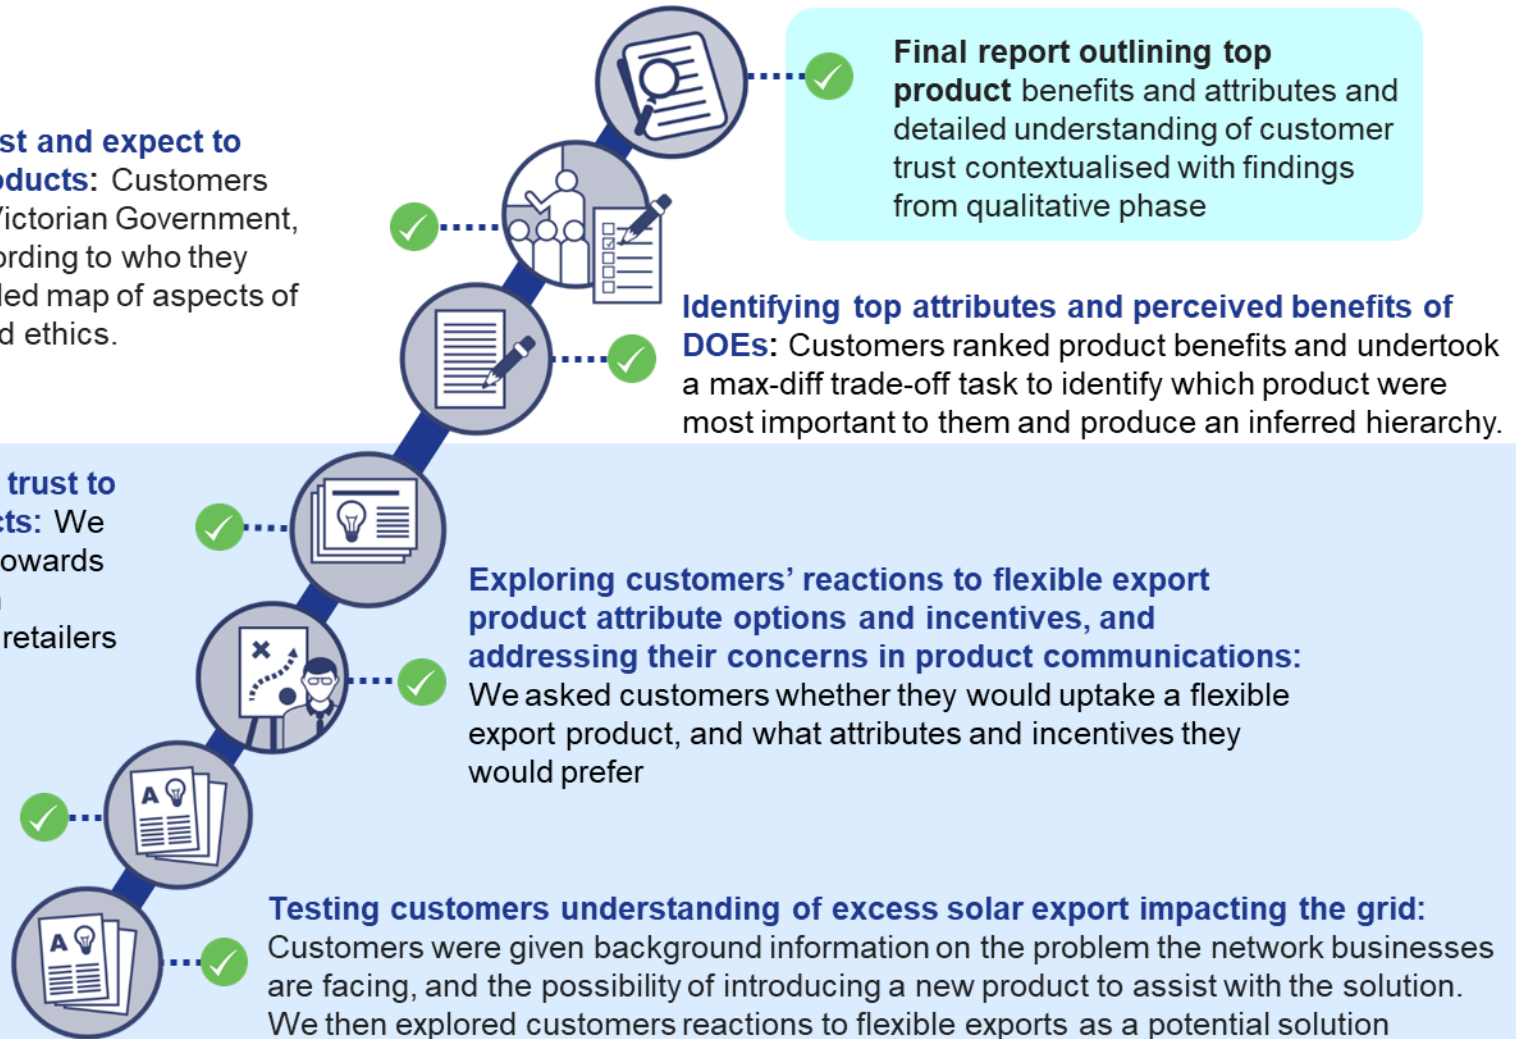 Final report outlining top
product benefits and attributes and
detailed understanding of customer
trust contextualised with findings
from qualitative phase
st and expect to
oducts: Customers
Victorian Government,
ording to who they
led map of aspects of
d ethics.
Identifying top attributes and perceived benefits of
DOEs: Customers ranked product benefits and undertook
a max-diff trade-off task to identify which product were
most important to them and produce an inferred hierarchy.
trust to
cts: We
owards
retailers
Exploring customers’ reactions to flexible export
product attribute options and incentives, and
addressing their concerns in product communications:
We asked customers whether they would uptake a flexible
export product, and what attributes and incentives they
would prefer
A
A
Testing customers understanding of excess solar export impacting the grid:
Customers were given background information on the problem the network businesses
are facing, and the possibility of introducing a new product to assist with the solution.
We then explored customers reactions to flexible exports as a potential solution